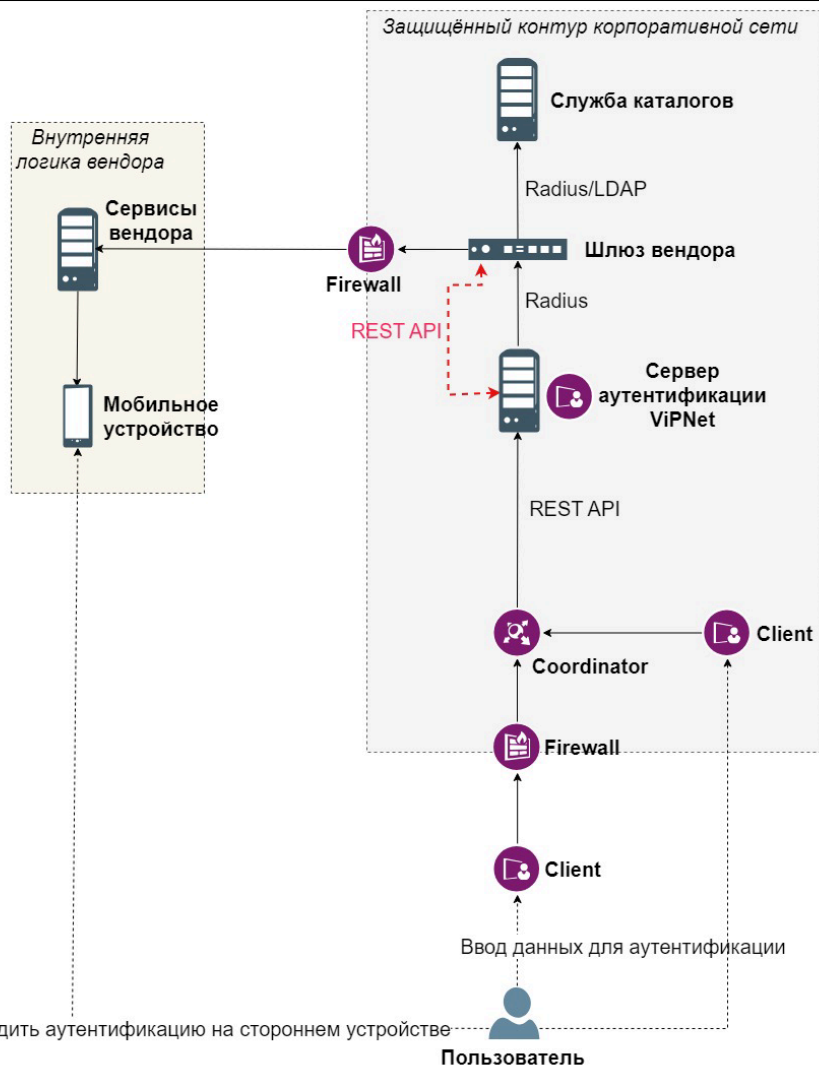 Защищённый контур корпоративной сети
Служба каталогов
Внутренняя
логика вендора
Radius/LDAP
Сервисы
вендора
Шлюз вендора
Firewall
Radius
REST API
Сервер
аутентификации
ViPNet
Мобильное
устройство
REST API
Client
Coordinator
Firewall
Client
Ввод данных для аутентификации
аутентификацию на стороннем устройстве
Пользователь